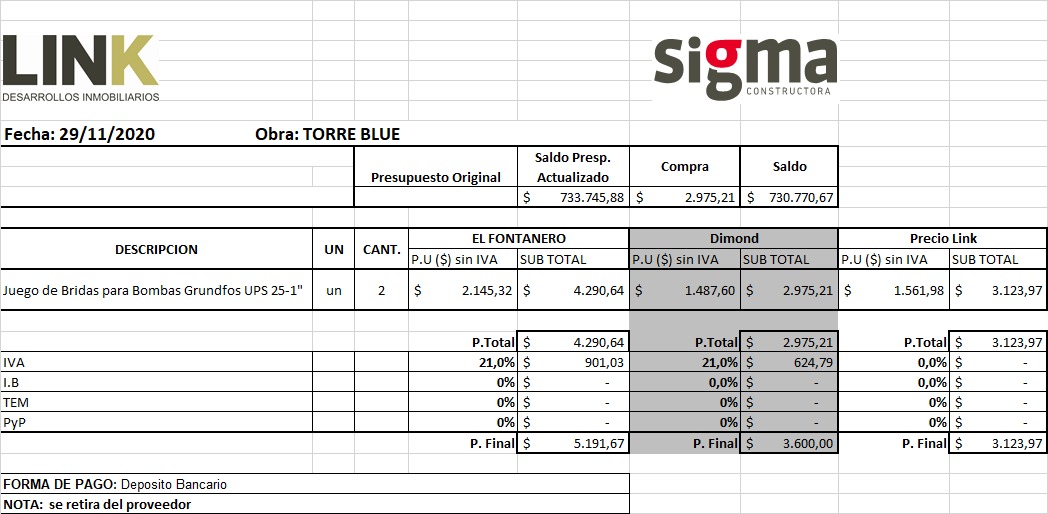 LINK
DESARROLLOS INMOBILIARIOS
sigma
CONSTRUCTORA
Fecha: 29/11/2020 Obra: TORRE BLUE
Presupuesto Original Saldo Presp. Actualizado Compra Saldo
$ 733.745,88 $ 2.975,21 $ 730.770,67
EL FONTANERO Dimond Precio Link
DESCRIPCION UN CANT. P.U ($) sin IVA SUB TOTAL P.U ($) sin IVA SUB TOTAL P.U ($) sin IVA SUB TOTAL
Juego de Bridas para Bombas Grundfos UPS 25-1" un 2 $ 2.145,32 $ 4.290,64 $ 1.487,60 $ 2.975,21 $ 1.561,98 $ 3.123,97
P.Total $ 4.290,64 P.Total $ 2.975,21 P.Total $ 3.123,97
IVA 21,0% $ 901,03 21,0% $ 624,79 0,0% $ -
I.B 0% $ - 0,0% $ - 0,0% $ -
TEM 0% $ - 0% $ - 0% $ -
PyP 0% $ - 0% $ - 0% $ -
P. Final $ 5.191,67 P. Final $ 3.600,00 P. Final $ 3.123,97
FORMA DE PAGO: Deposito Bancario
NOTA: se retira del proveedor